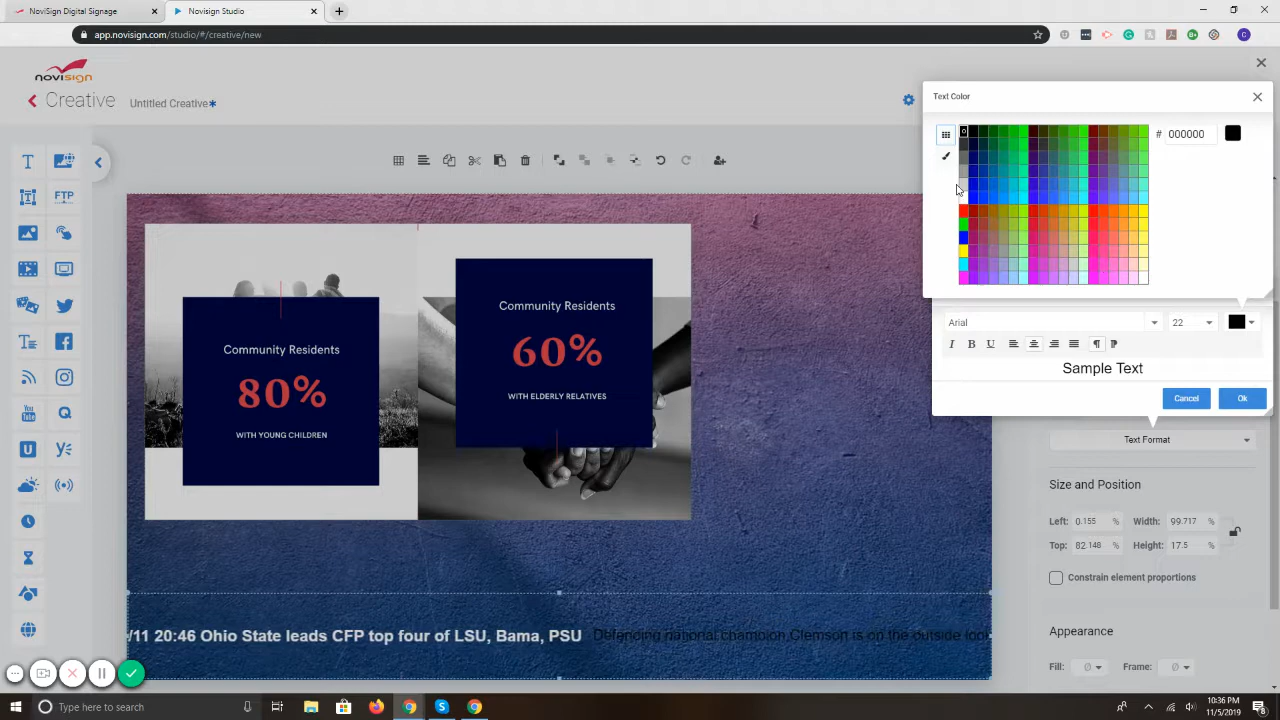 NoviSign Digital Signage
Novisign Studio
app.novisign.com/studio/#/creative/new
novisign
Creative
Untitled Creative*
Text Color
# 000000
T
FTP
Community Residents
80%
WITH YOUNG CHILDREN
Community Residents
60%
WITH ELDERLY RELATIVES
Arial
22
I B U
Sample Text
Cancel
Ok
Text Format
Size and Position
Left: 0.155 % Width: 99.717 %
Top: 82.148 % Height: 17.5 %
Constrain element proportions
Appearance
Fill: Frame:
/11 20:46 Ohio State leads CFP top four of LSU, Bama, PSU
Defending national champion,Clemson is on the outside
Type here to search
10:36 PM
11/5/2019
8